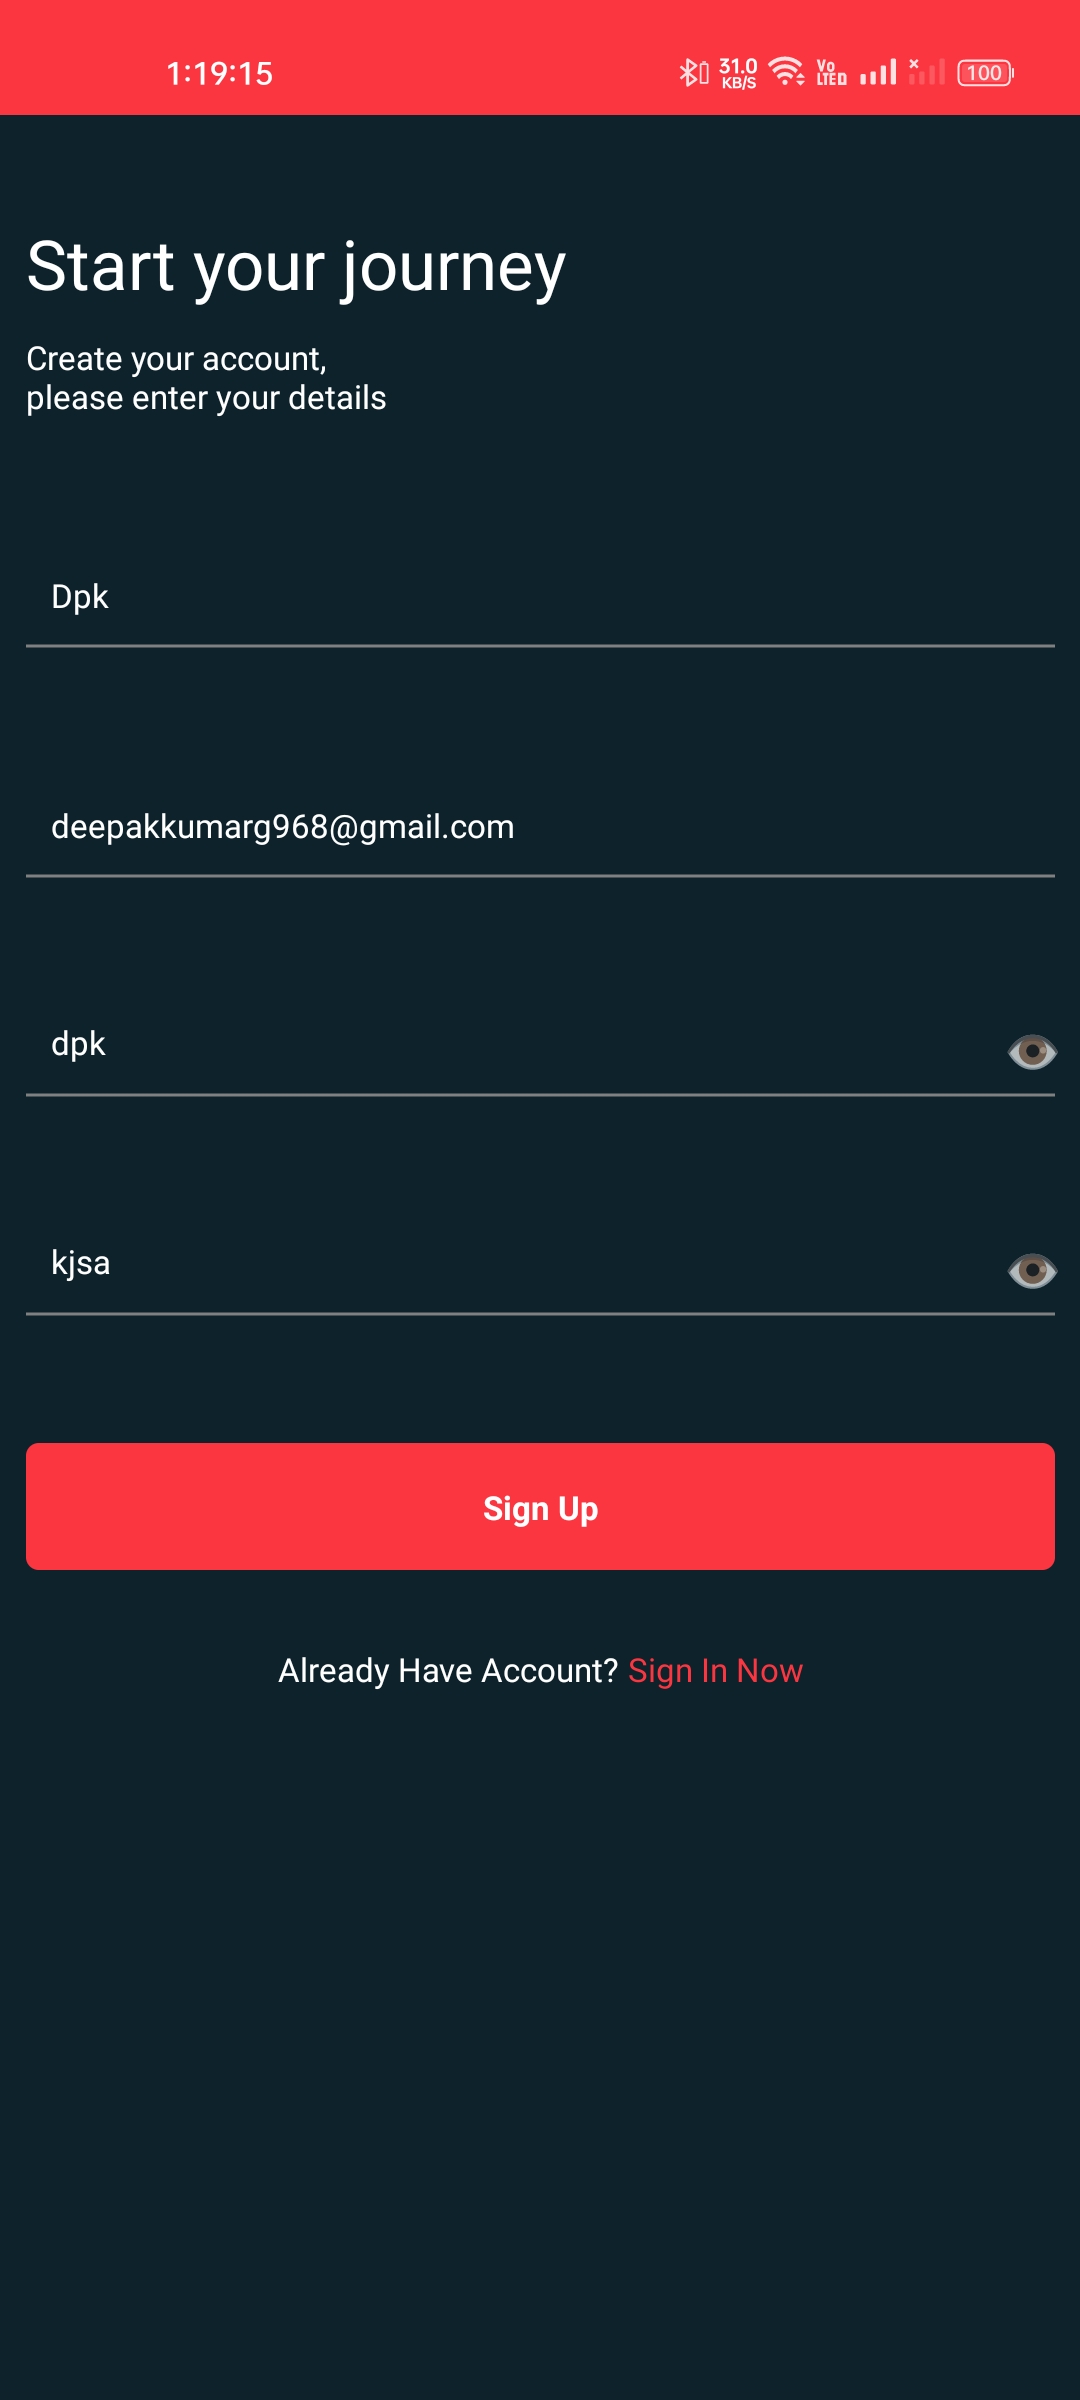 1:19:15 31.0 KB/S Vo LTE 100
Start your journey
Create your account,
please enter your details
Dpk
deepakkumarg968@gmail.com
dpk
kjsa
Sign Up
Already Have Account? Sign In Now